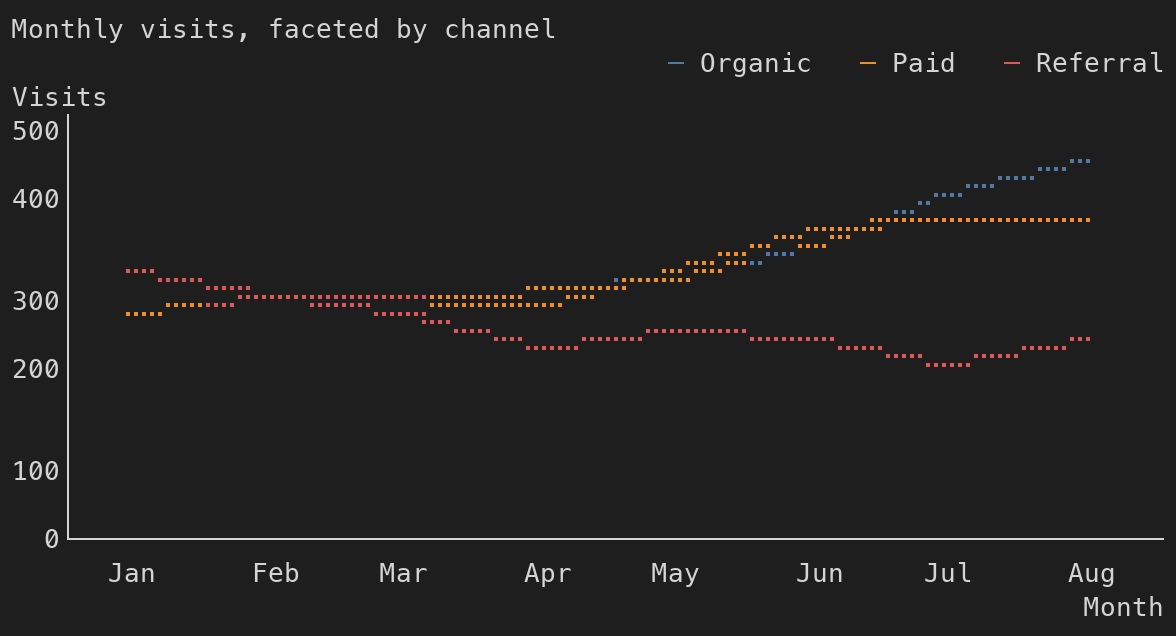 Monthly visits, faceted by channel
Organic Paid Referral
Visits
500
400
300
200
100
0
Jan Feb Mar Apr May Jun Jul Aug
Month